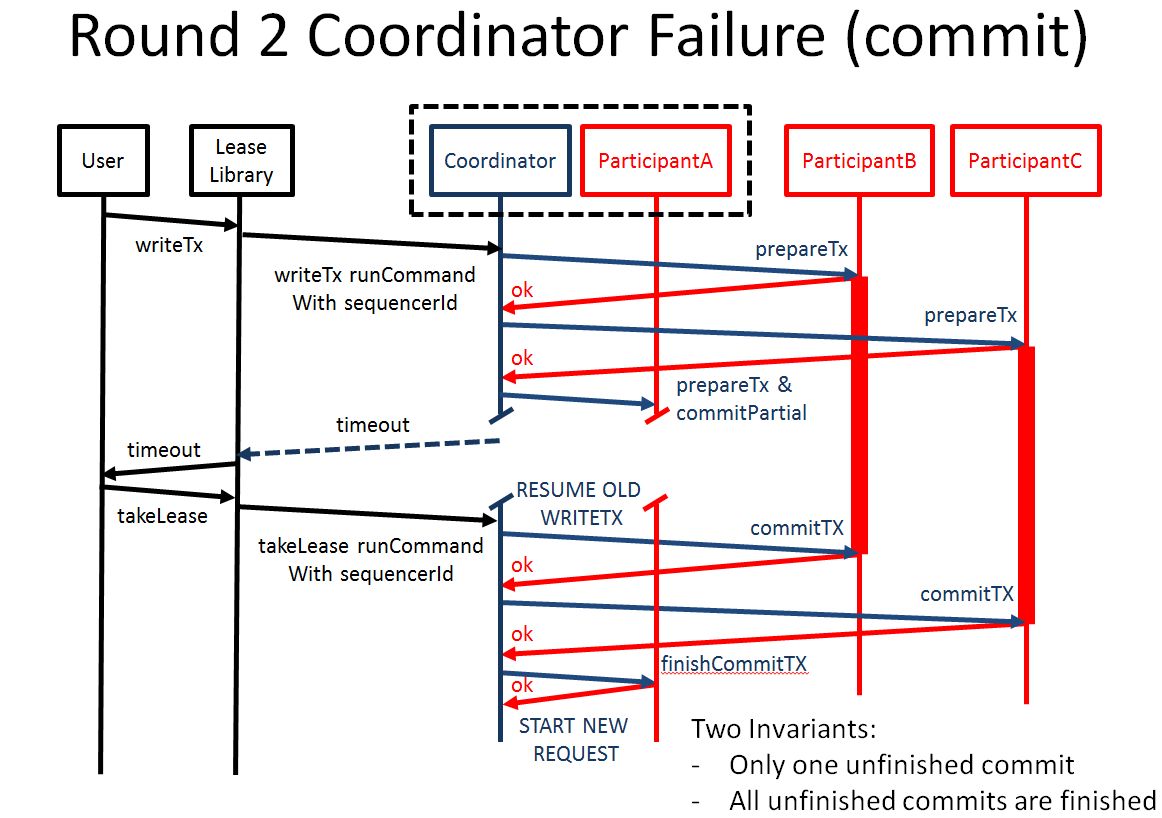 Round 2 Coordinator Failure (commit)
User
Lease
Library
Coordinator
ParticipantA
ParticipantB
ParticipantC
writeTx
writeTx runCommand
With sequencerId
prepareTx
ok
prepareTx
ok
prepareTx &
commitPartial
timeout
timeout
takeLease
takeLease runCommand
With sequencerId
RESUME OLD
WRITETX
commitTX
ok
commitTX
ok
finishCommitTX
ok
START NEW
REQUEST
Two Invariants:
- Only one unfinished commit
- All unfinished commits are finished